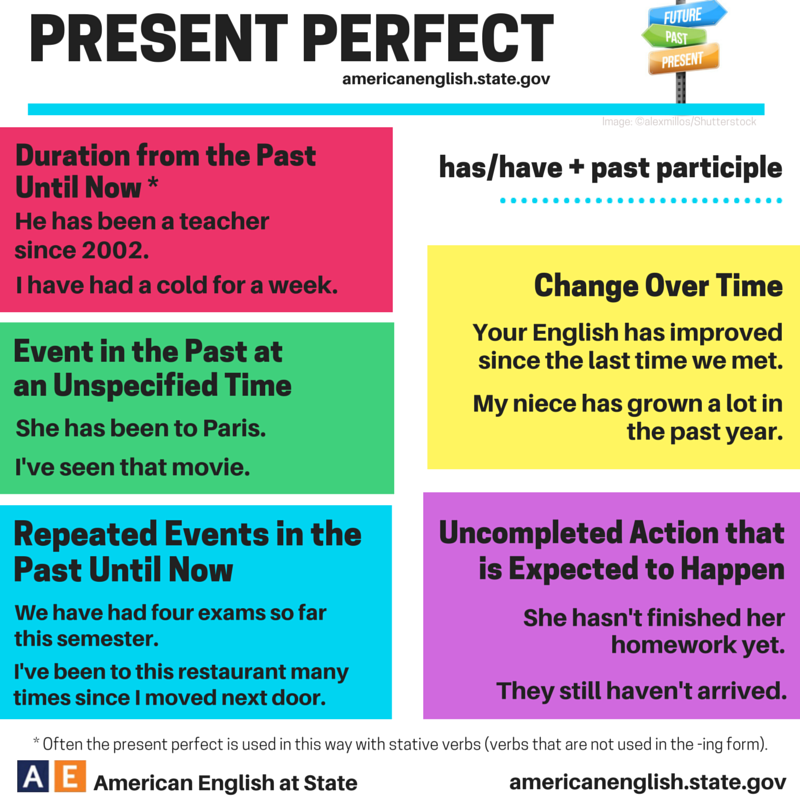 PRESENT PERFECT
americanenglish.state.gov
FUTURE
PAST
PRESENT
Image: ©alexmillos/Shutterstock
Duration from the Past
Until Now *
He has been a teacher
since 2002.
I have had a cold for a week.
has/have + past participle
Event in the Past at
an Unspecified Time
She has been to Paris.
I've seen that movie.
Change Over Time
Your English has improved
since the last time we met.
My niece has grown a lot in
the past year.
Repeated Events in the
Past Until Now
We have had four exams so far
this semester.
I've been to this restaurant many
times since I moved next door.
Uncompleted Action that
is Expected to Happen
She hasn't finished her
homework yet.
They still haven't arrived.
* Often the present perfect is used in this way with stative verbs (verbs that are not used in the -ing form).
A E American English at State
americanenglish.state.gov